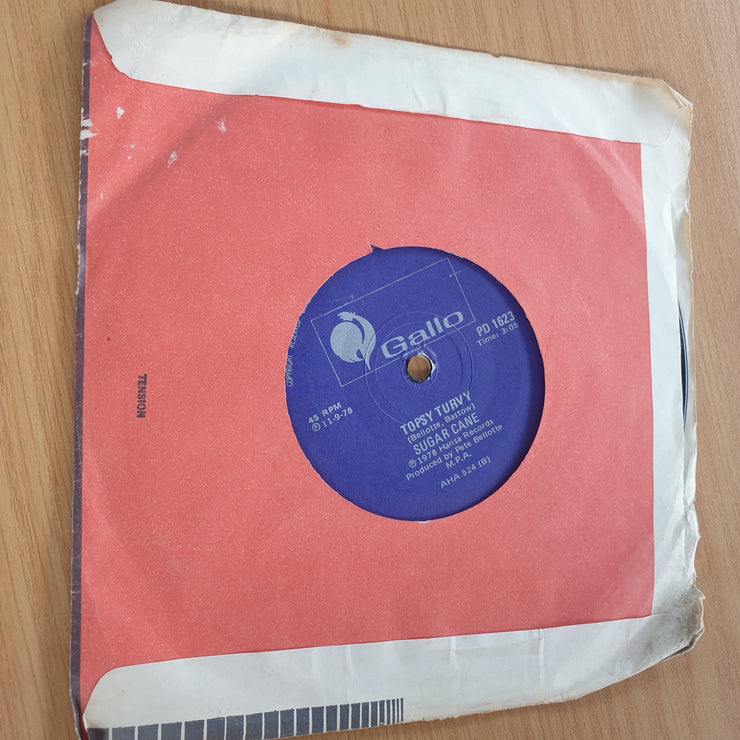 Gallo
PD 1623
Time: 3:05
45 RPM
℗ 11-9-78
TOPSY TURVY
(Bellotte, Bastow)
SUGAR CANE
℗ 1978 Hansa Records
Produced by Pete Bellotte
M.P.A.
AHA 524 (B)
COPYRIGHT
TENSION